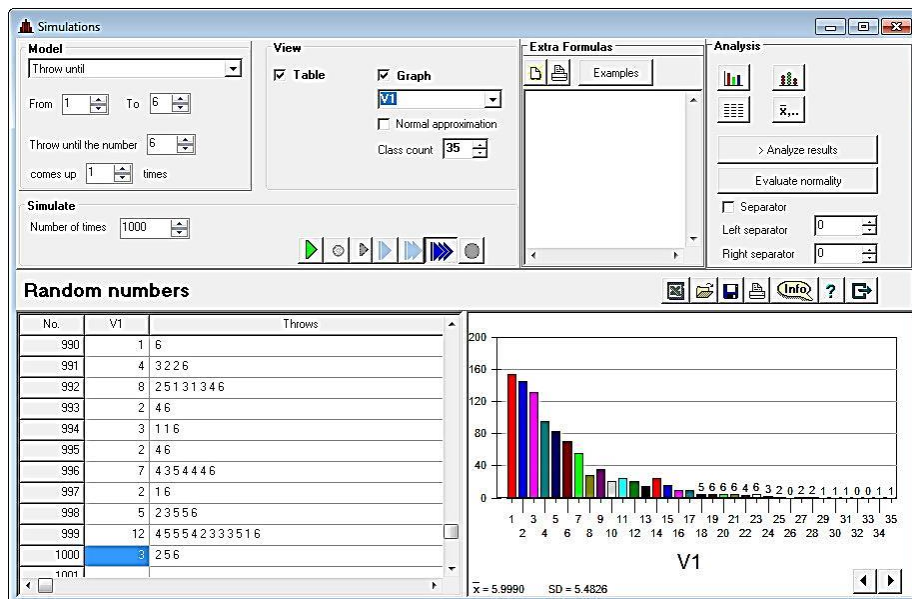 Simulations
Model
Throw until
From 1 To 6
Throw until the number 6
comes up 1 times
View
Table
Graph
V1
Normal approximation
Class count 35
Extra Formulas
Examples
Analysis
x̄,..
> Analyze results
Evaluate normality
Separator
Left separator 0
Right separator 0
Simulate
Number of times 1000
Random numbers
Info
?
No. V1 Throws
990 1 6
991 4 3 2 2 6
992 8 2 5 1 3 1 3 4 6
993 2 4 6
994 3 1 1 6
995 2 4 6
996 7 4 3 5 4 4 4 6
997 2 1 6
998 5 2 3 5 5 6
999 12 4 5 5 5 4 2 3 3 3 5 1 6
1000 3 2 5 6
1001
200
160
120
80
40
0
5 6 6 6 4 6 3 2 0 2 2 1 1 1 0 0 1 1
1 3 5 7 9 11 13 15 17 19 21 23 25 27 29 31 33 35
2 4 6 8 10 12 14 16 18 20 22 24 26 28 30 32 34
V1
x̄ = 5.9990 SD = 5.4826